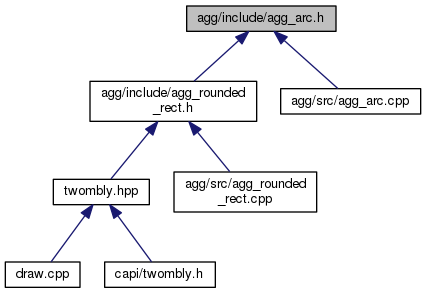 agg/include/agg_arc.h
agg/include/agg_rounded
_rect.h
agg/src/agg_arc.cpp
twombly.hpp
agg/src/agg_rounded
_rect.cpp
draw.cpp
capi/twombly.h